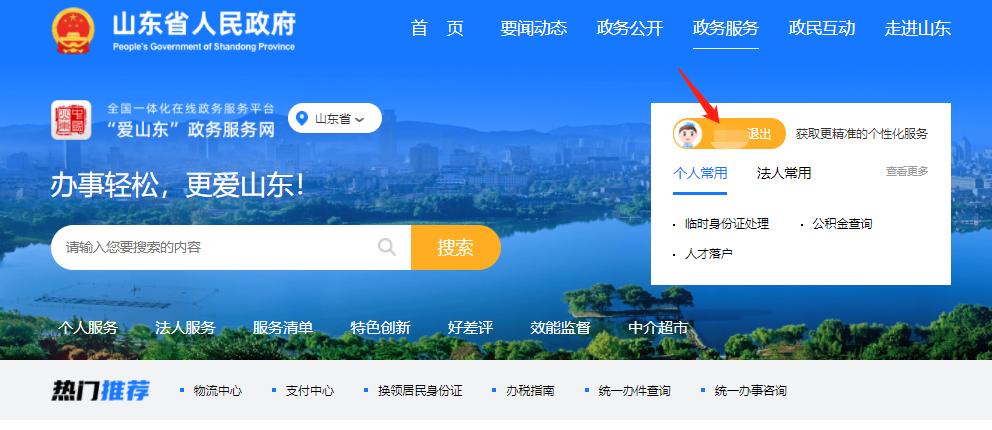 山东省人民政府
People's Government of Shandong Province
首 页 要闻动态 政务公开 政务服务 政民互动 走进山东
全国一体化在线政务服务平台
“爱山东”政务服务网
山东省
退出 获取更精准的个性化服务
个人常用 法人常用 查看更多
临时身份证处理 公积金查询
人才落户
办事轻松，更爱山东！
请输入您要搜索的内容 搜索
个人服务 法人服务 服务清单 特色创新 好差评 效能监督 中介超市
热门推荐 物流中心 支付中心 换领居民身份证 办税指南 统一办件查询 统一办事咨询